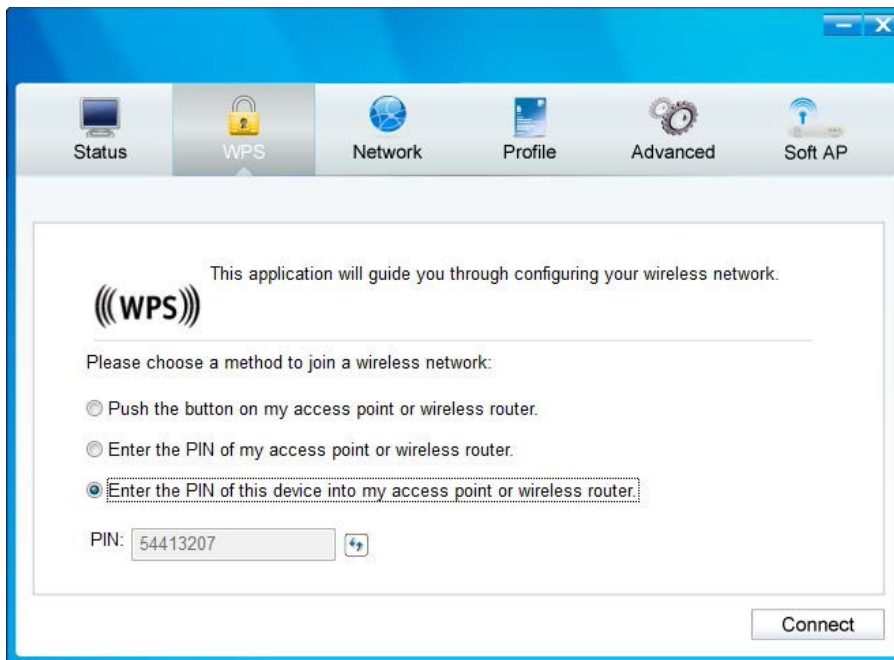 Status WPS Network Profile Advanced Soft AP
This application will guide you through configuring your wireless network.
(((WPS)))
Please choose a method to join a wireless network:
Push the button on my access point or wireless router.
Enter the PIN of my access point or wireless router.
Enter the PIN of this device into my access point or wireless router.
PIN: 54413207
Connect